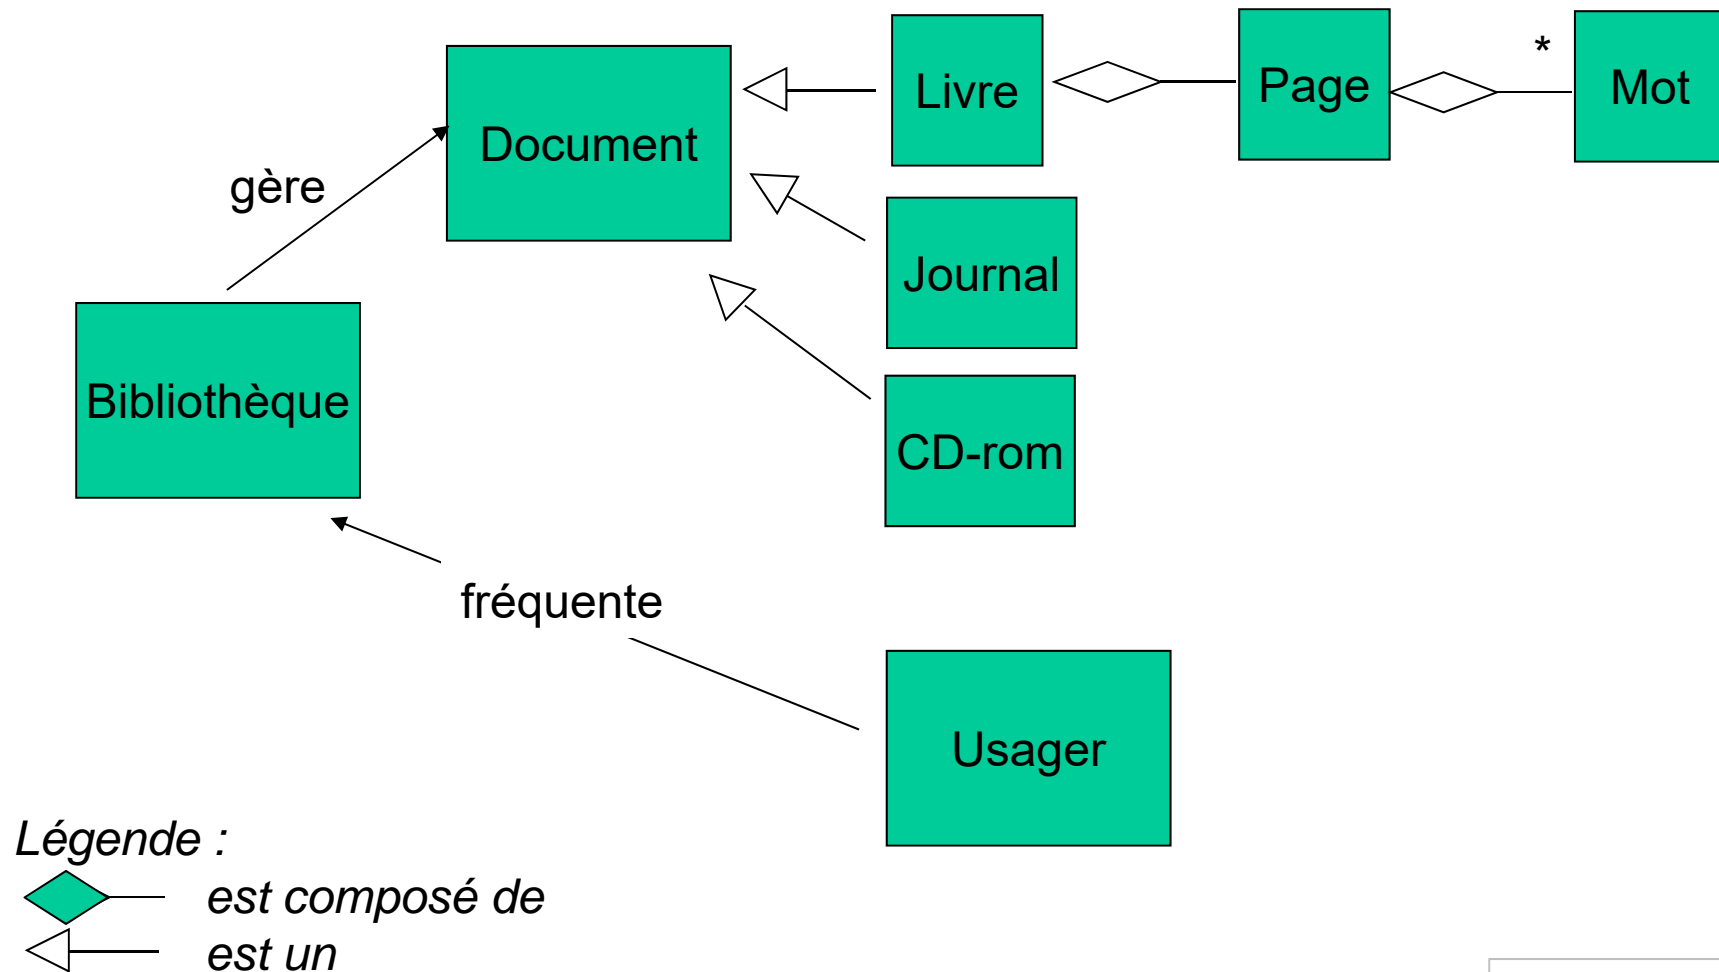 Livre
Page
*
Mot
Document
gère
Journal
Bibliothèque
CD-rom
fréquente
Usager
Légende :
est composé de
est un